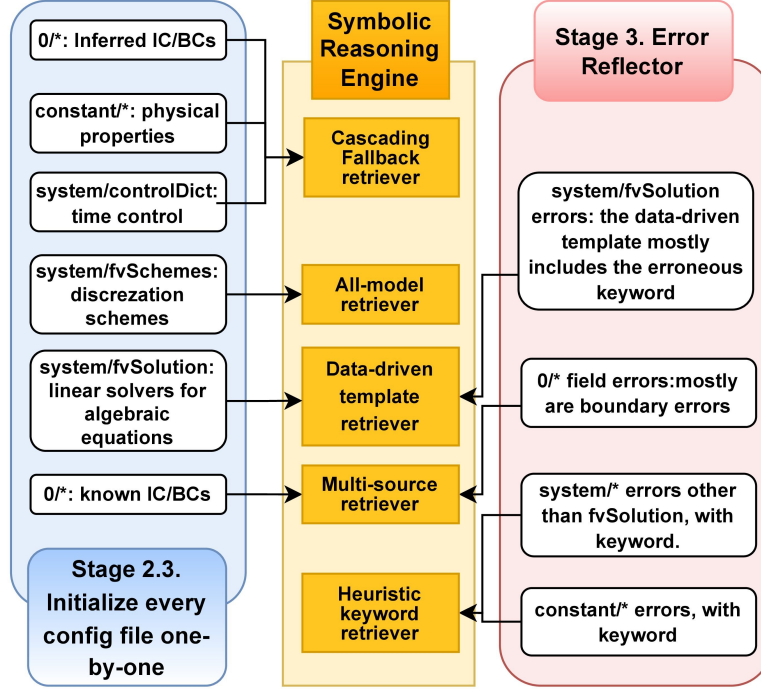 0/*: Inferred IC/BCs
constant/*: physical
properties
system/controlDict:
time control
system/fvSchemes:
discrezation
schemes
system/fvSolution:
linear solvers for
algebraic
equations
0/*: known IC/BCs
Stage 2.3.
Initialize every
config file one-
by-one
Symbolic
Reasoning
Engine
Cascading
Fallback
retriever
All-model
retriever
Data-driven
template
retriever
Multi-source
retriever
Heuristic
keyword
retriever
Stage 3. Error
Reflector
system/fvSolution
errors: the data-driven
template mostly
includes the erroneous
keyword
0/* field errors:mostly
are boundary errors
system/* errors other
than fvSolution, with
keyword.
constant/* errors, with
keyword